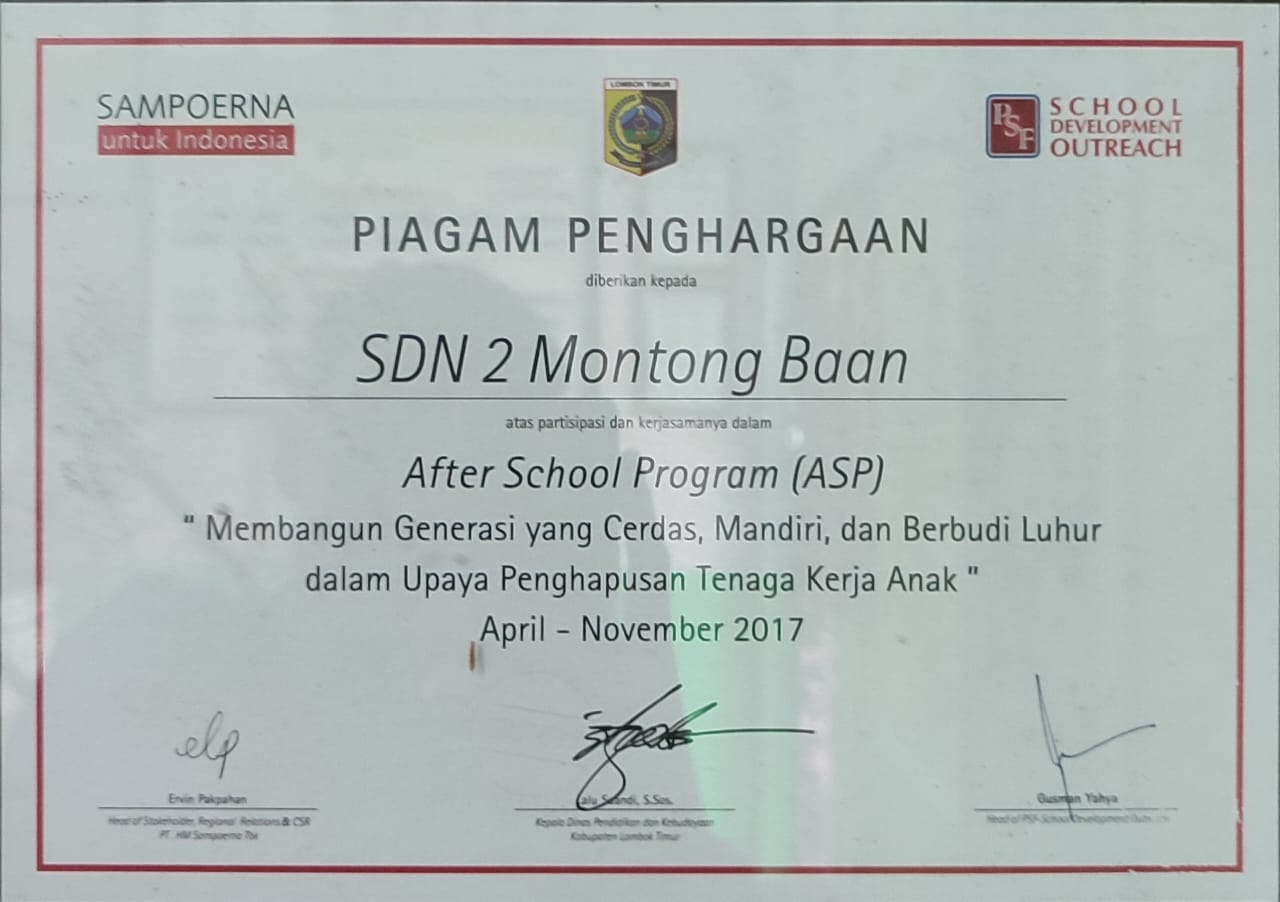 SAMPOERNA
untuk Indonesia
LOMBOK TIMUR
PSF
SCHOOL
DEVELOPMENT
OUTREACH
PIAGAM PENGHARGAAN
diberikan kepada
SDN 2 Montong Baan
atas partisipasi dan kerjasamanya dalam
After School Program (ASP)
" Membangun Generasi yang Cerdas, Mandiri, dan Berbudi Luhur
dalam Upaya Penghapusan Tenaga Kerja Anak "
April - November 2017
Ervin Pakpahan
Head of Stakeholder, Regional Relations & CSR
PT. HM Sampoerna Tbk
S.Sos.
Kepala Dinas Pendidikan dan Kebudayaan
Kabupaten Lombok Timur
Gusman Yahya
Head of PSF-School Development